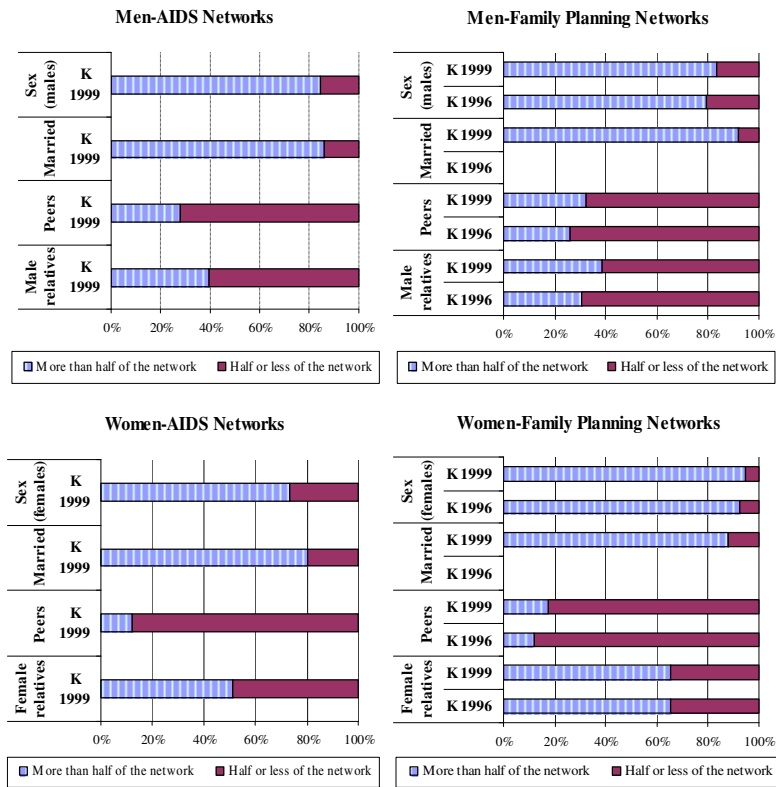 Men-AIDS Networks
Sex
(males)
K
1999
Married
K
1999
Peers
K
1999
Male
relatives
K
1999
0% 20% 40% 60% 80% 100%
More than half of the network Half or less of the network
Men-Family Planning Networks
Sex
(males)
K 1999
K 1996
Married
K 1999
K 1996
Peers
K 1999
K 1996
Male
relatives
K 1999
K 1996
0% 20% 40% 60% 80% 100%
More than half of the network Half or less of the network
Women-AIDS Networks
Sex
(females)
K
1999
Married
K
1999
Peers
K
1999
Female
relatives
K
1999
0% 20% 40% 60% 80% 100%
More than half of the network Half or less of the network
Women-Family Planning Networks
Sex
(females)
K 1999
K 1996
Married
K 1999
K 1996
Peers
K 1999
K 1996
Female
relatives
K 1999
K 1996
0% 20% 40% 60% 80% 100%
More than half of the network Half or less of the network